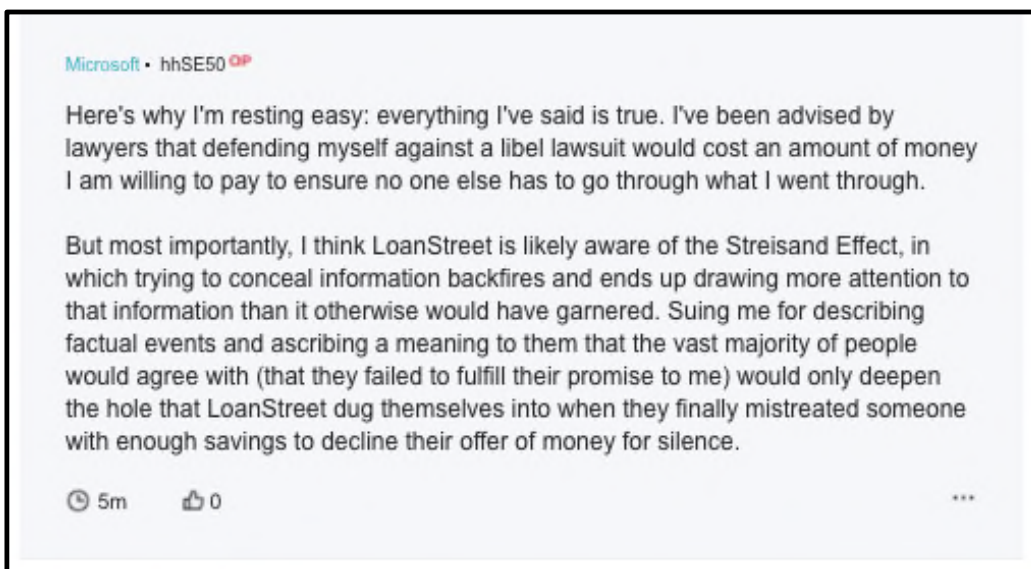 Microsoft • hhSE50 OP
Here's why I'm resting easy: everything I've said is true. I've been advised by
lawyers that defending myself against a libel lawsuit would cost an amount of money
I am willing to pay to ensure no one else has to go through what I went through.
But most importantly, I think LoanStreet is likely aware of the Streisand Effect, in
which trying to conceal information backfires and ends up drawing more attention to
that information than it otherwise would have garnered. Suing me for describing
factual events and ascribing a meaning to them that the vast majority of people
would agree with (that they failed to fulfill their promise to me) would only deepen
the hole that LoanStreet dug themselves into when they finally mistreated someone
with enough savings to decline their offer of money for silence.
5m 0 ...